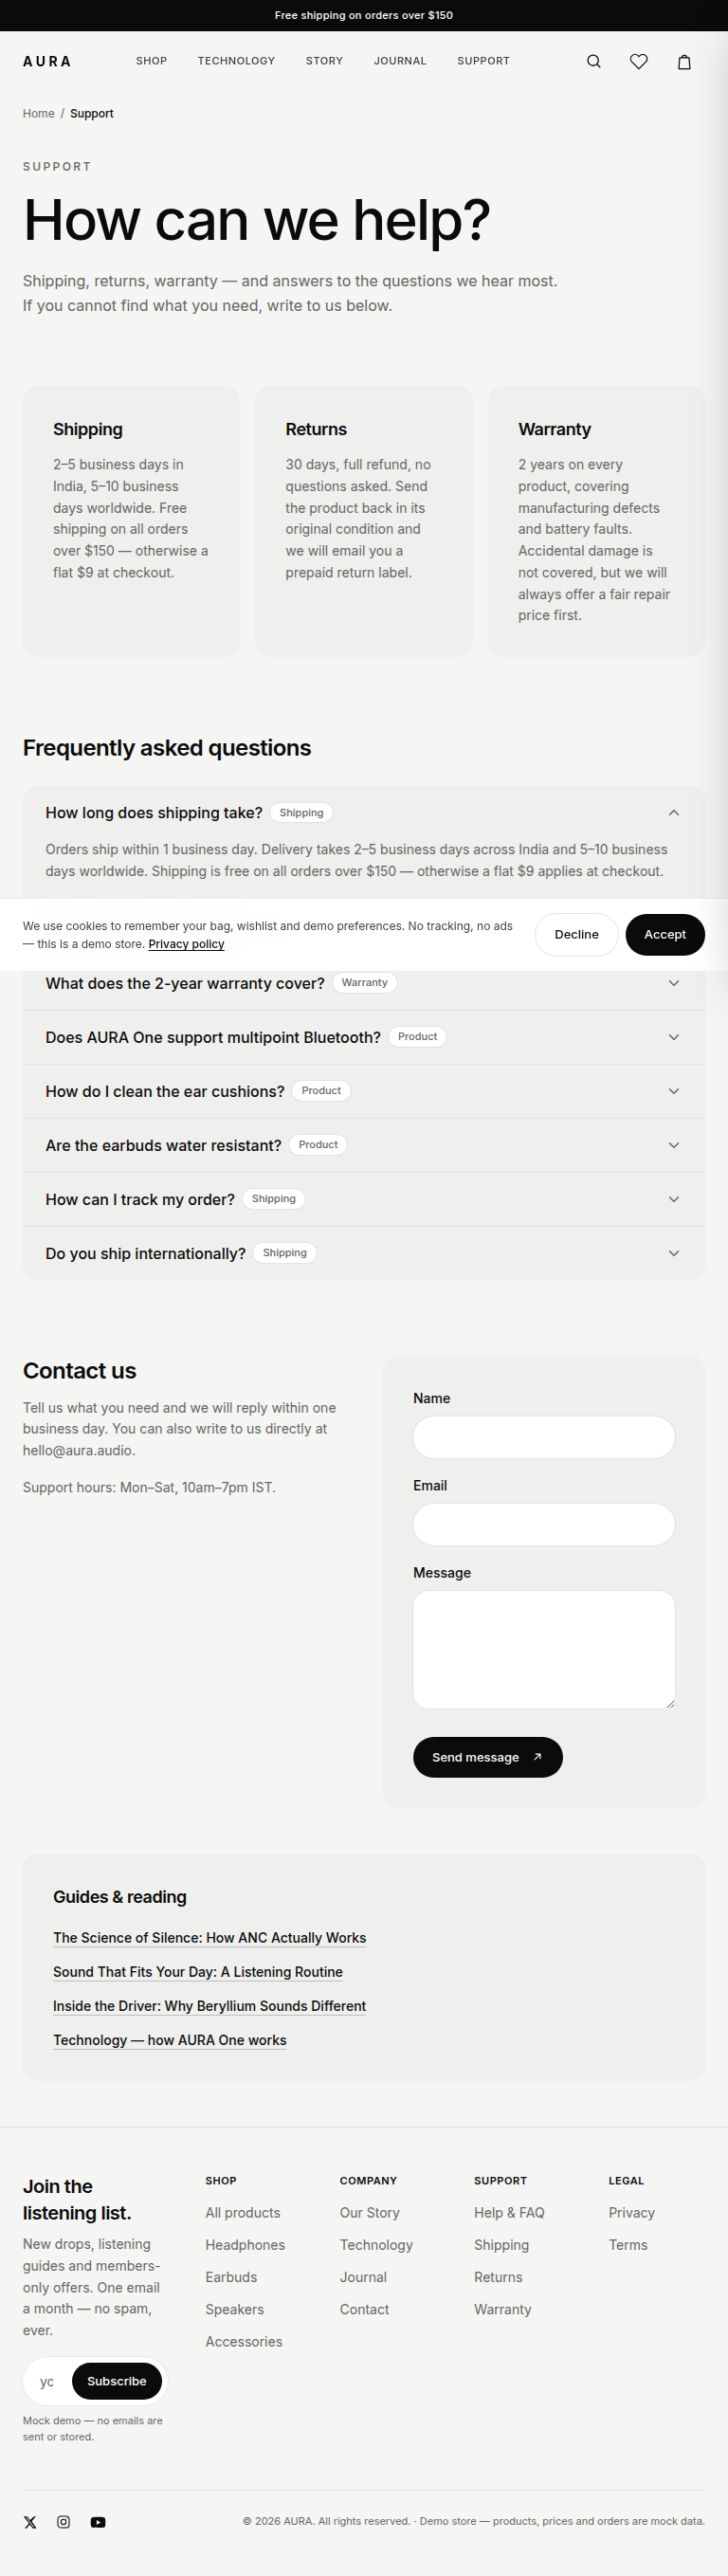 Free shipping on orders over $150
AURA
SHOP
TECHNOLOGY
STORY
JOURNAL
SUPPORT
Home / Support
SUPPORT
How can we help?
Shipping, returns, warranty — and answers to the questions we hear most.
If you cannot find what you need, write to us below.
Shipping
2–5 business days in
India, 5–10 business
days worldwide. Free
shipping on all orders
over $150 — otherwise a
flat $9 at checkout.
Returns
30 days, full refund, no
questions asked. Send
the product back in its
original condition and
we will email you a
prepaid return label.
Warranty
2 years on every
product, covering
manufacturing defects
and battery faults.
Accidental damage is
not covered, but we will
always offer a fair repair
price first.
Frequently asked questions
How long does shipping take? Shipping
Orders ship within 1 business day. Delivery takes 2–5 business days across India and 5–10 business
days worldwide. Shipping is free on all orders over $150 — otherwise a flat $9 applies at checkout.
We use cookies to remember your bag, wishlist and demo preferences. No tracking, no ads
— this is a demo store. Privacy policy
Decline
Accept
What does the 2-year warranty cover? Warranty
Does AURA One support multipoint Bluetooth? Product
How do I clean the ear cushions? Product
Are the earbuds water resistant? Product
How can I track my order? Shipping
Do you ship internationally? Shipping
Contact us
Tell us what you need and we will reply within one
business day. You can also write to us directly at
hello@aura.audio.
Support hours: Mon–Sat, 10am–7pm IST.
Name
Email
Message
Send message
Guides & reading
The Science of Silence: How ANC Actually Works
Sound That Fits Your Day: A Listening Routine
Inside the Driver: Why Beryllium Sounds Different
Technology — how AURA One works
Join the
listening list.
New drops, listening
guides and members-
only offers. One email
a month — no spam,
ever.
Subscribe
Mock demo — no emails are
sent or stored.
SHOP
All products
Headphones
Earbuds
Speakers
Accessories
COMPANY
Our Story
Technology
Journal
Contact
SUPPORT
Help & FAQ
Shipping
Returns
Warranty
LEGAL
Privacy
Terms
© 2026 AURA. All rights reserved. · Demo store — products, prices and orders are mock data.